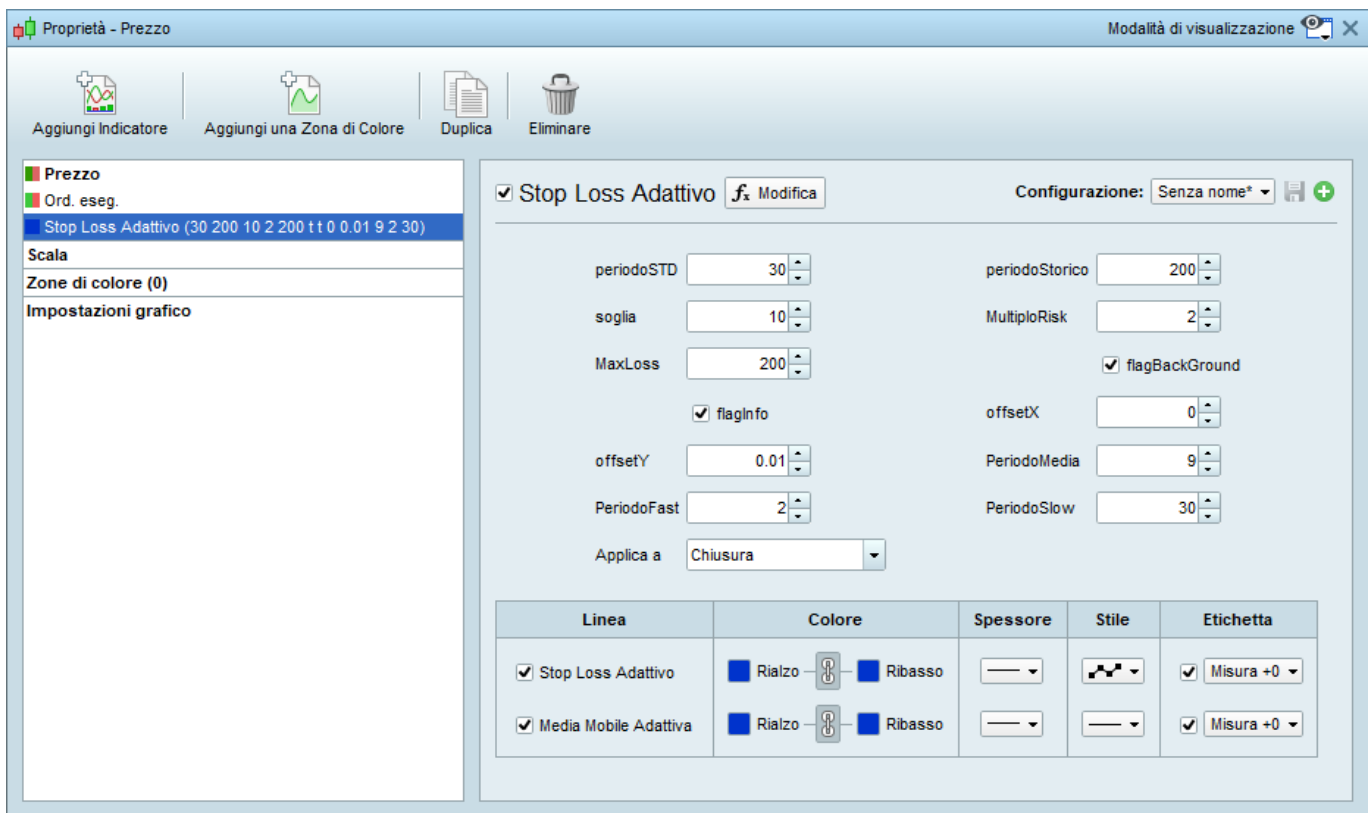 Proprietà - Prezzo
Modalità di visualizzazione
Aggiungi Indicatore
Aggiungi una Zona di Colore
Duplica
Eliminare
Prezzo
Ord. eseg.
Stop Loss Adattivo (30 200 10 2 200 t t 0 0.01 9 2 30)
Scala
Zone di colore (0)
Impostazioni grafico
Stop Loss Adattivo fx Modifica
Configurazione: Senza nome*
periodoSTD 30
periodoStorico 200
soglia 10
MultiploRisk 2
MaxLoss 200
flagBackGround
flagInfo
offsetX 0
offsetY 0.01
PeriodoMedia 9
PeriodoFast 2
PeriodoSlow 30
Applica a Chiusura
Linea Colore Spessore Stile Etichetta
Stop Loss Adattivo Rialzo Ribasso Misura +0
Media Mobile Adattiva Rialzo Ribasso Misura +0